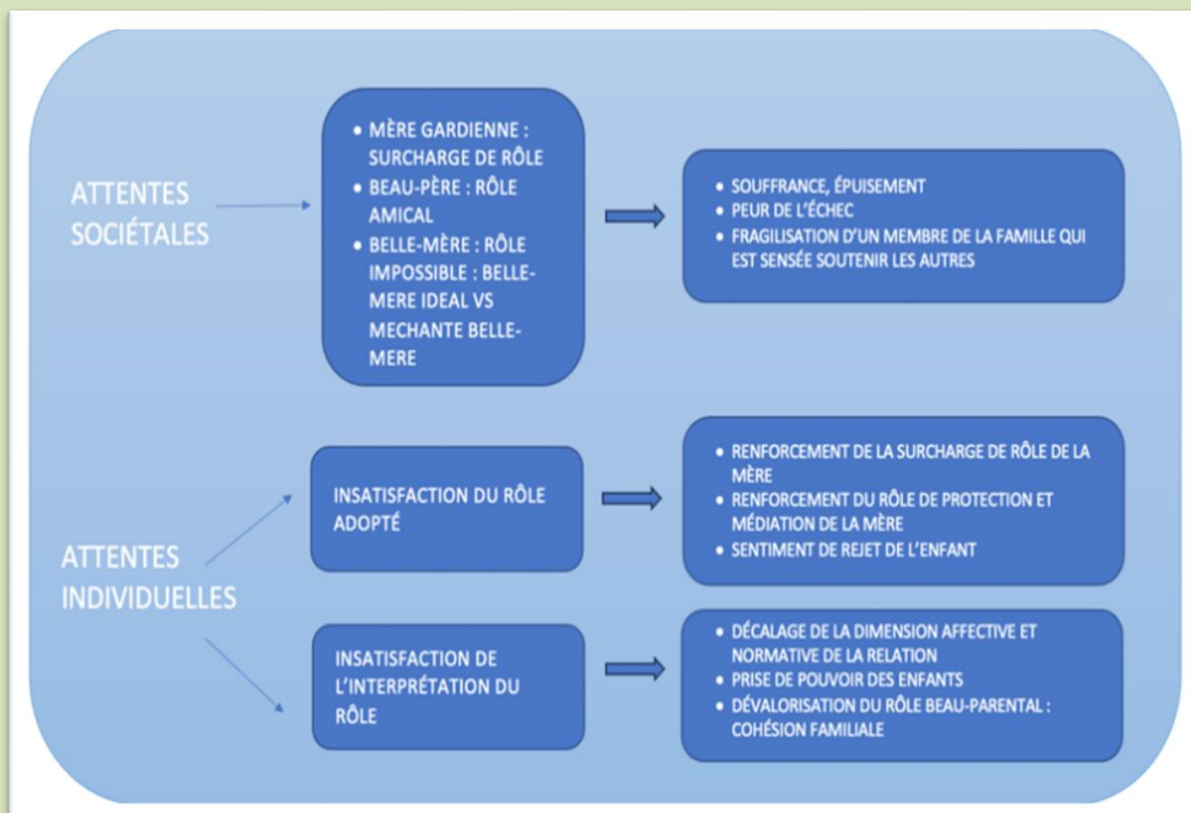 ATTENTES
SOCIÉTALES
• MÈRE GARDIENNE :
SURCHARGE DE RÔLE
• BEAU-PÈRE : RÔLE
AMICAL
• BELLE-MÈRE : RÔLE
IMPOSSIBLE : BELLE-
MERE IDEAL VS
MECHANTE BELLE-
MERE
• SOUFFRANCE, ÉPUISEMENT
• PEUR DE L'ÉCHEC
• FRAGILISATION D'UN MEMBRE DE LA FAMILLE QUI
EST SENSÉE SOUTENIR LES AUTRES
ATTENTES
INDIVIDUELLES
INSATISFACTION DU RÔLE
ADOPTÉ
• RENFORCEMENT DE LA SURCHARGE DE RÔLE DE LA
MÈRE
• RENFORCEMENT DU RÔLE DE PROTECTION ET
MÉDIATION DE LA MÈRE
• SENTIMENT DE REJET DE L'ENFANT
INSATISFACTION DE
L'INTERPRÉTATION DU
RÔLE
• DÉCALAGE DE LA DIMENSION AFFECTIVE ET
NORMATIVE DE LA RELATION
• PRISE DE POUVOIR DES ENFANTS
• DÉVALORISATION DU RÔLE BEAU-PARENTAL :
COHÉSION FAMILIALE